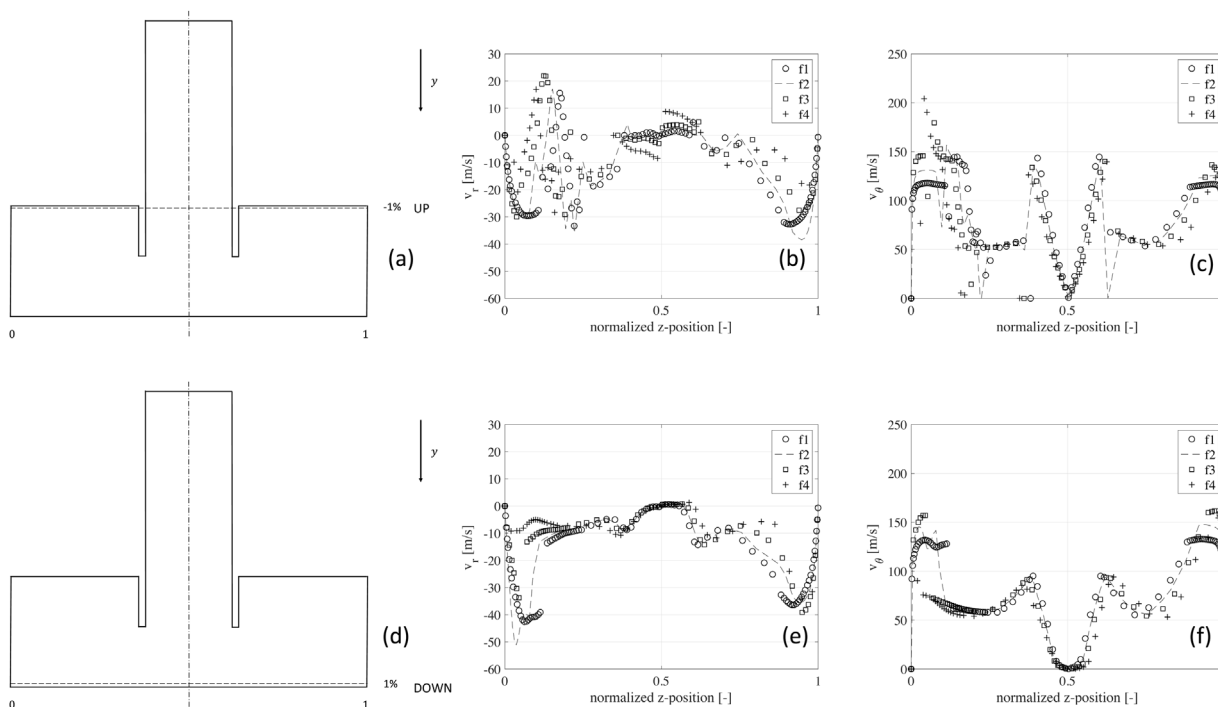 y
-1% UP
0
1
(a)
30
20
10
0
-10
-20
-30
-40
-50
-60
v_r [m/s]
0
0.5
1
normalized z-position [-]
f1
f2
f3
f4
(b)
250
200
150
100
50
0
v_θ [m/s]
0
0.5
1
normalized z-position [-]
f1
f2
f3
f4
(c)
y
1% DOWN
0
1
(d)
30
20
10
0
-10
-20
-30
-40
-50
-60
v_r [m/s]
0
0.5
1
normalized z-position [-]
f1
f2
f3
f4
(e)
250
200
150
100
50
0
v_θ [m/s]
0
0.5
1
normalized z-position [-]
f1
f2
f3
f4
(f)